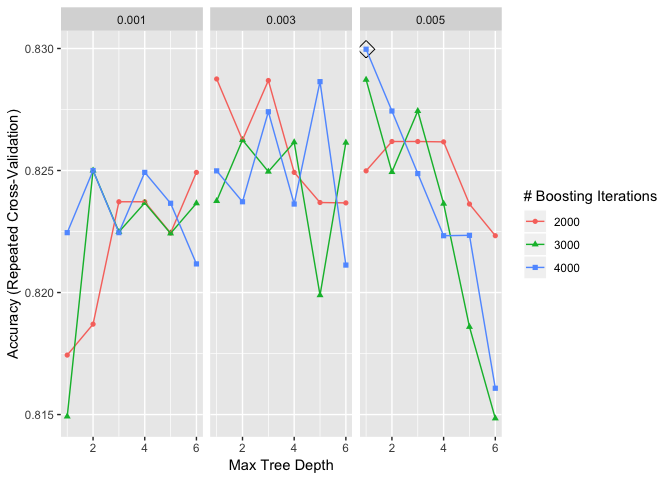 0.001 0.003 0.005
0.830
0.825
0.820
0.815
Accuracy (Repeated Cross-Validation)
2 4 6 2 4 6 2 4 6
Max Tree Depth
# Boosting Iterations
2000
3000
4000